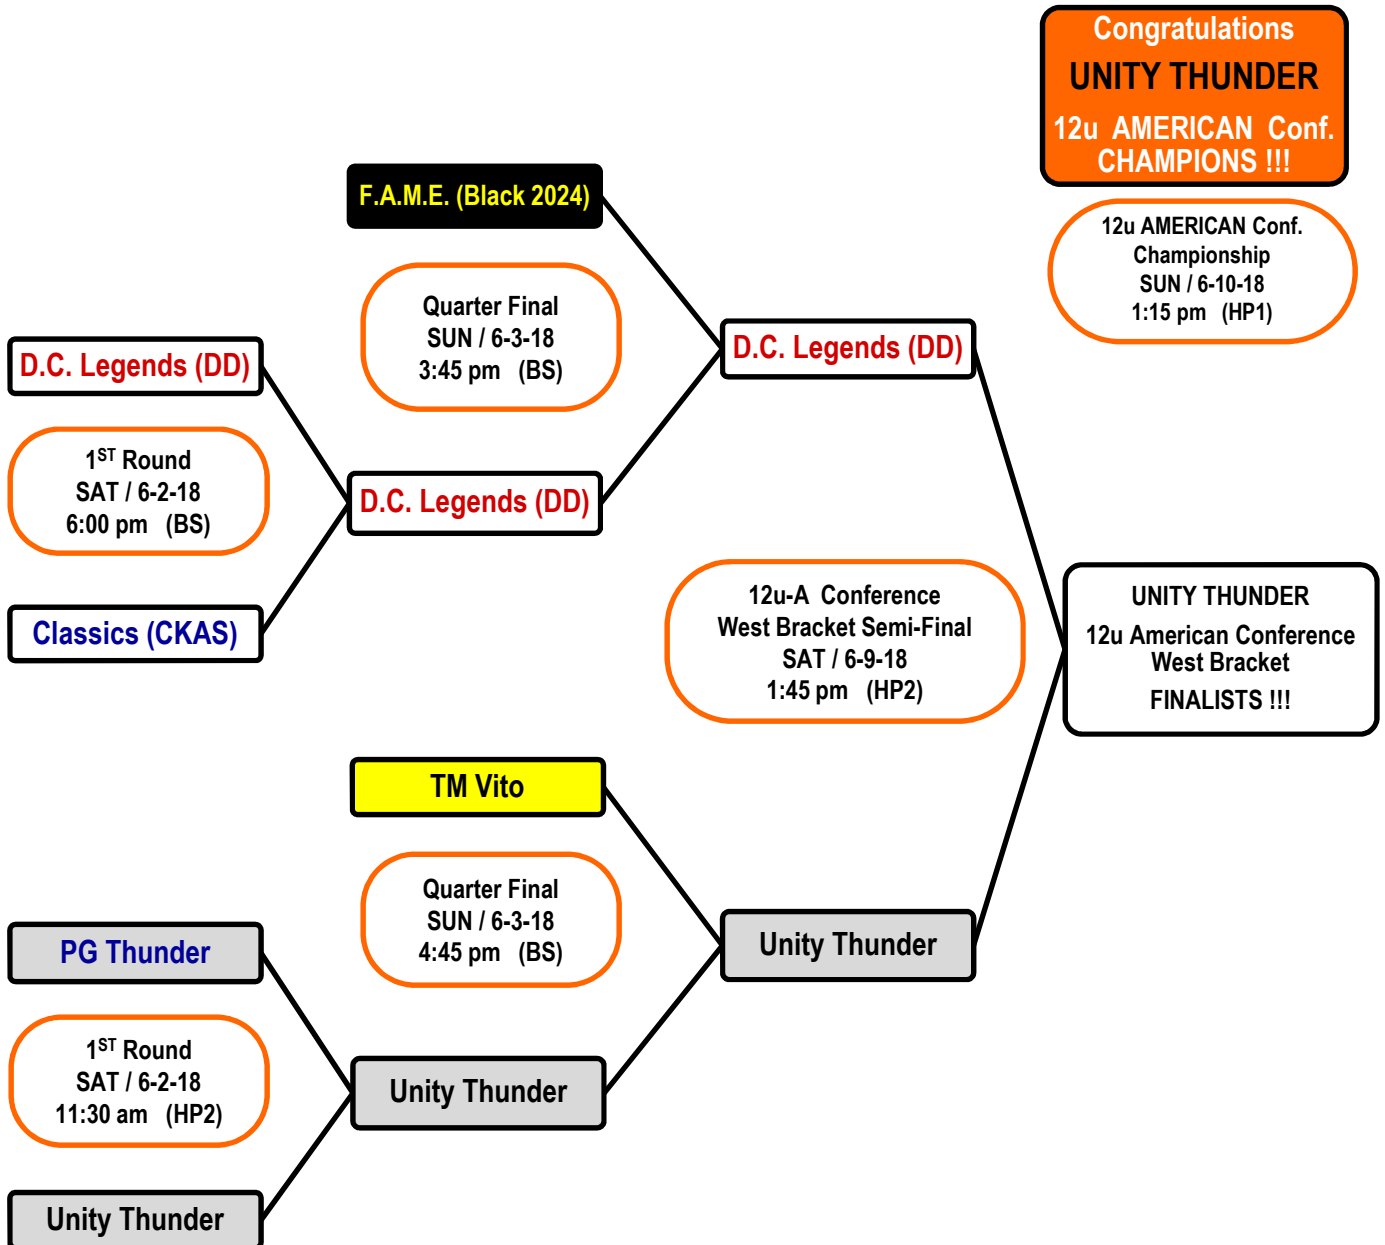 Congratulations
UNITY THUNDER
12u AMERICAN Conf.
CHAMPIONS !!!
12u AMERICAN Conf.
Championship
SUN / 6-10-18
1:15 pm (HP1)
F.A.M.E. (Black 2024)
Quarter Final
SUN / 6-3-18
3:45 pm (BS)
D.C. Legends (DD)
D.C. Legends (DD)
1ST Round
SAT / 6-2-18
6:00 pm (BS)
D.C. Legends (DD)
Classics (CKAS)
12u-A Conference
West Bracket Semi-Final
SAT / 6-9-18
1:45 pm (HP2)
UNITY THUNDER
12u American Conference
West Bracket
FINALISTS !!!
TM Vito
Quarter Final
SUN / 6-3-18
4:45 pm (BS)
PG Thunder
Unity Thunder
1ST Round
SAT / 6-2-18
11:30 am (HP2)
Unity Thunder
Unity Thunder